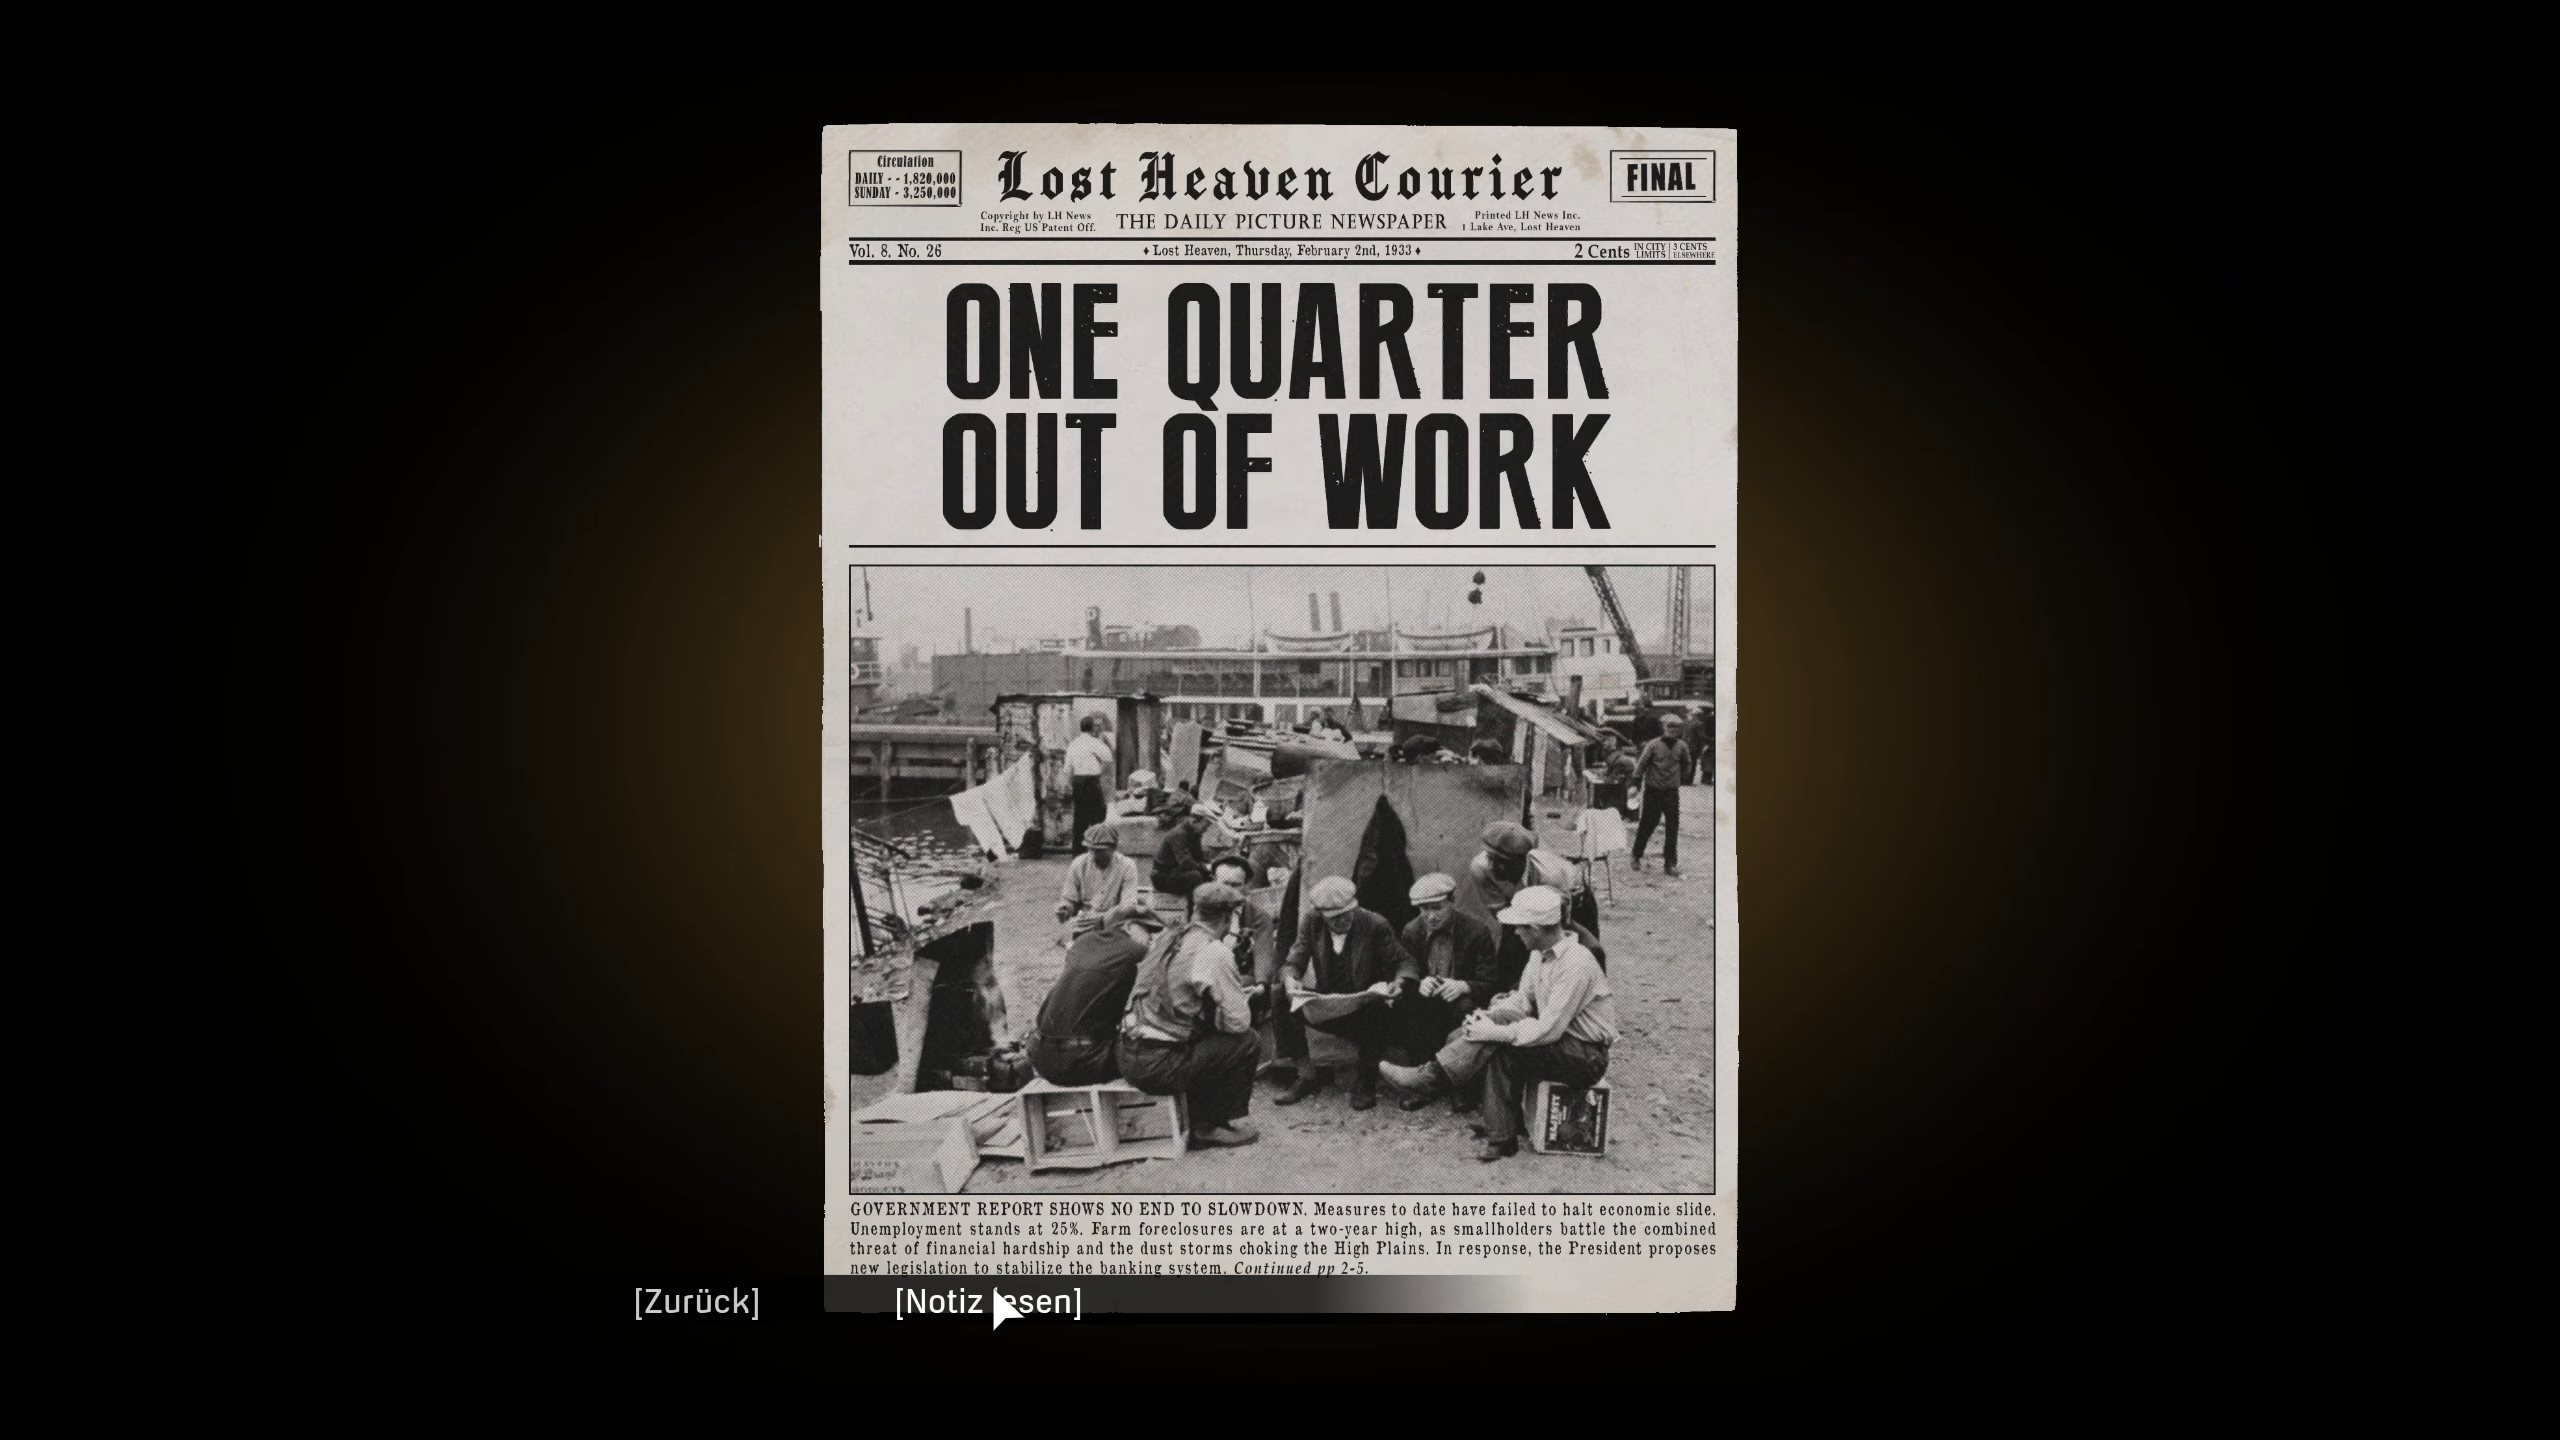 Circulation
DAILY - - 1,820,000
SUNDAY - 3,250,000
Lost Heaven Courier
FINAL
Copyright by LH News
Inc. Reg US Patent Off.
THE DAILY PICTURE NEWSPAPER
Printed LH News Inc.
1 Lake Ave, Lost Heaven
Vol. 8. No. 26
♦ Lost Heaven, Thursday, February 2nd, 1933 ♦
2 Cents
IN CITY LIMITS
3 CENTS ELSEWHERE
ONE QUARTER
OUT OF WORK
MAJESTY
GOVERNMENT REPORT SHOWS NO END TO SLOWDOWN. Measures to date have failed to halt economic slide.
Unemployment stands at 25%. Farm foreclosures are at a two-year high, as smallholders battle the combined
threat of financial hardship and the dust storms choking the High Plains. In response, the President proposes
new legislation to stabilize the banking system. Continued pp 2-5.
[Zurück]
[Notiz esen]